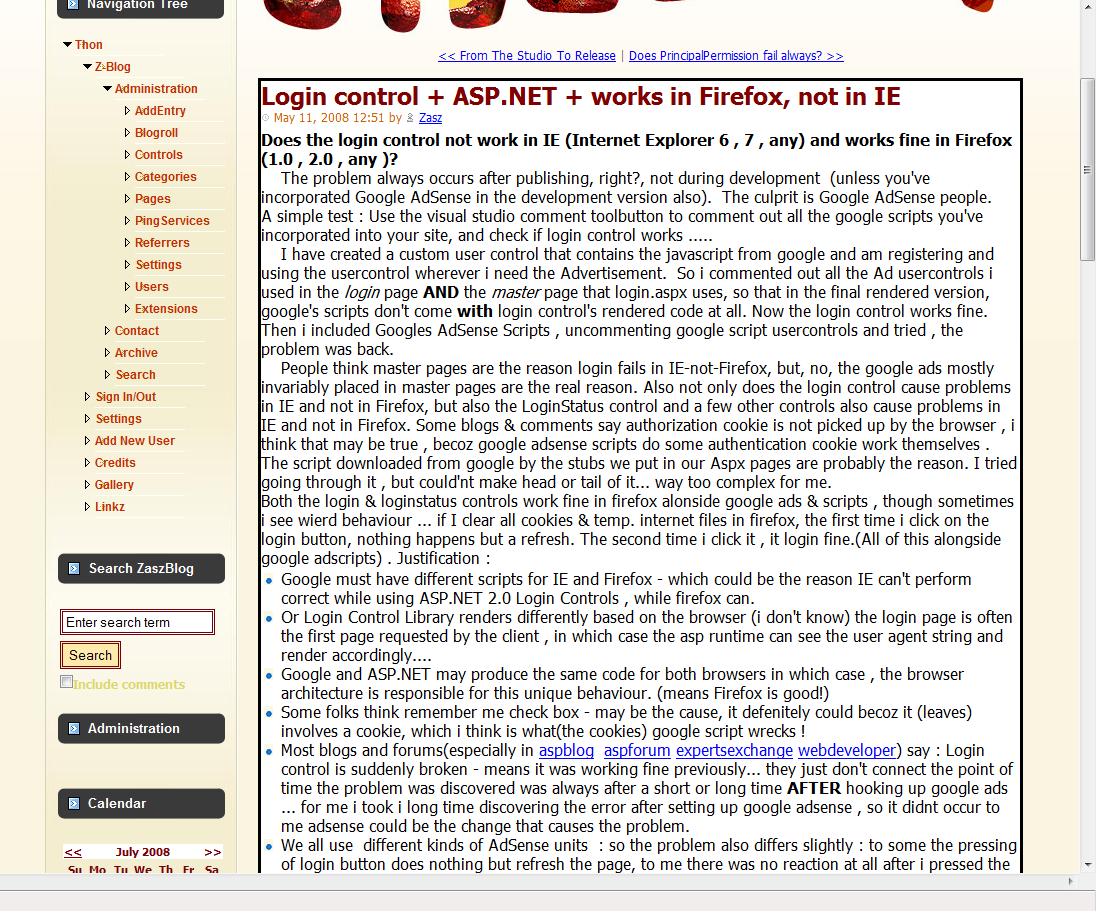 Navigation Tree
Thon
Z-Blog
Administration
AddEntry
Blogroll
Controls
Categories
Pages
PingServices
Referrers
Settings
Users
Extensions
Contact
Archive
Search
Sign In/Out
Settings
Add New User
Credits
Gallery
Linkz
Search ZaszBlog
Enter search term
Search
Include comments
Administration
Calendar
<< July 2008 >>
Su Mo Tu We Th Fr Sa
<< From The Studio To Release | Does PrincipalPermission fail always? >>
Login control + ASP.NET + works in Firefox, not in IE
May 11, 2008 12:51 by Zasz
Does the login control not work in IE (Internet Explorer 6 , 7 , any) and works fine in Firefox
(1.0 , 2.0 , any )?
The problem always occurs after publishing, right?, not during development (unless you've
incorporated Google AdSense in the development version also). The culprit is Google AdSense people.
A simple test : Use the visual studio comment toolbutton to comment out all the google scripts you've
incorporated into your site, and check if login control works .....
I have created a custom user control that contains the javascript from google and am registering and
using the usercontrol wherever i need the Advertisement. So i commented out all the Ad usercontrols i
used in the login page AND the master page that login.aspx uses, so that in the final rendered version,
google's scripts don't come with login control's rendered code at all. Now the login control works fine.
Then i included Googles AdSense Scripts , uncommenting google script usercontrols and tried , the
problem was back.
People think master pages are the reason login fails in IE-not-Firefox, but, no, the google ads mostly
invariably placed in master pages are the real reason. Also not only does the login control cause problems
in IE and not in Firefox, but also the LoginStatus control and a few other controls also cause problems in
IE and not in Firefox. Some blogs & comments say authorization cookie is not picked up by the browser , i
think that may be true , becoz google adsense scripts do some authentication cookie work themselves .
The script downloaded from google by the stubs we put in our Aspx pages are probably the reason. I tried
going through it , but could'nt make head or tail of it... way too complex for me.
Both the login & loginstatus controls work fine in firefox alonside google ads & scripts , though sometimes
i see wierd behaviour ... if I clear all cookies & temp. internet files in firefox, the first time i click on the
login button, nothing happens but a refresh. The second time i click it , it login fine.(All of this alongside
google adscripts) . Justification :
Google must have different scripts for IE and Firefox - which could be the reason IE can't perform
correct while using ASP.NET 2.0 Login Controls , while firefox can.
Or Login Control Library renders differently based on the browser (i don't know) the login page is often
the first page requested by the client , in which case the asp runtime can see the user agent string and
render accordingly....
Google and ASP.NET may produce the same code for both browsers in which case , the browser
architecture is responsible for this unique behaviour. (means Firefox is good!)
Some folks think remember me check box - may be the cause, it defenitely could becoz it (leaves)
involves a cookie, which i think is what(the cookies) google script wrecks !
Most blogs and forums(especially in aspblog aspforum expertsexchange webdeveloper) say : Login
control is suddenly broken - means it was working fine previously... they just don't connect the point of
time the problem was discovered was always after a short or long time AFTER hooking up google ads
... for me i took i long time discovering the error after setting up google adsense , so it didnt occur to
me adsense could be the change that causes the problem.
We all use different kinds of AdSense units : so the problem also differs slightly : to some the pressing
of login button does nothing but refresh the page, to me there was no reaction at all after i pressed the